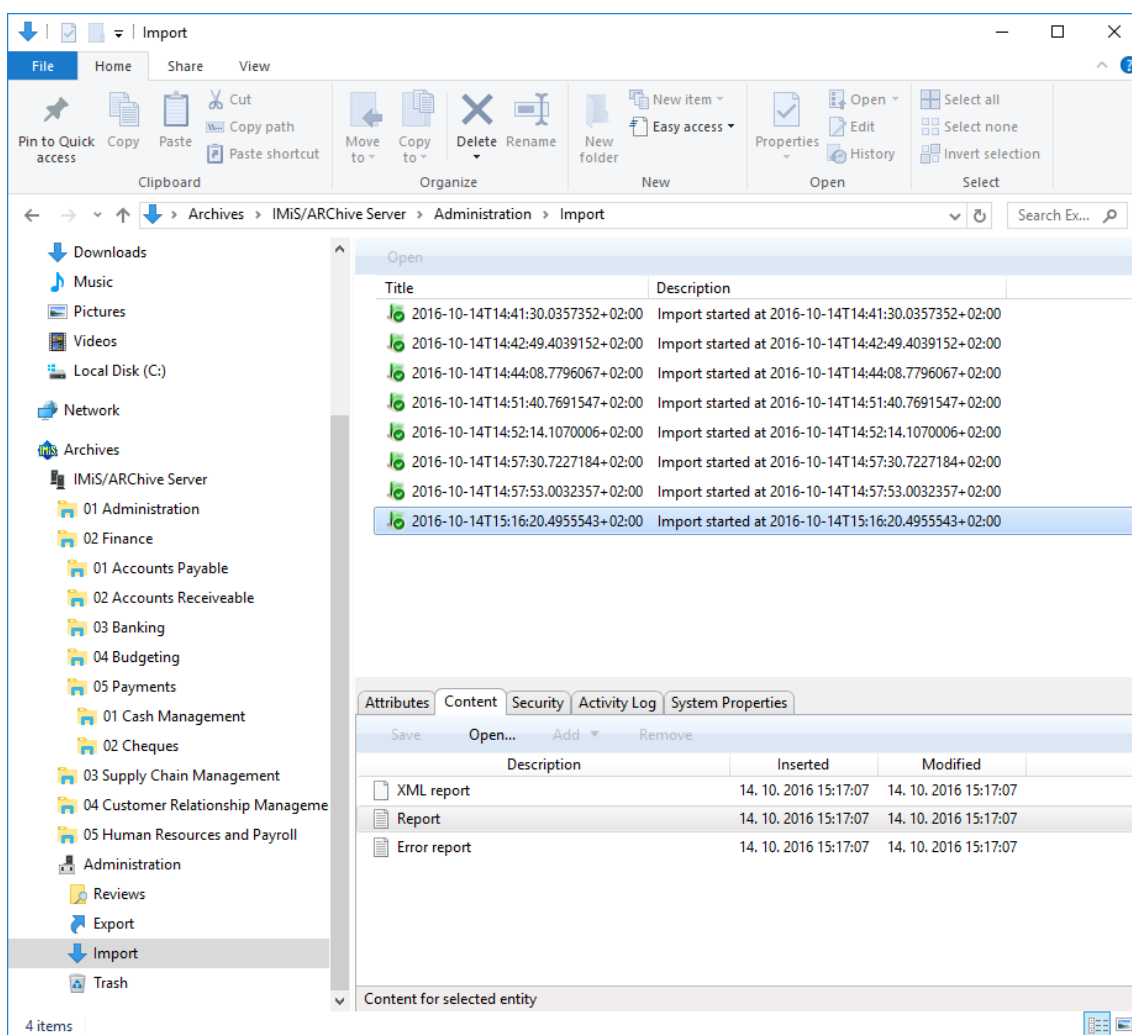 Import
File Home Share View
Pin to Quick access
Copy
Paste
Cut
Copy path
Paste shortcut
Clipboard
Move to
Copy to
Delete
Rename
Organize
New folder
New item
Easy access
New
Properties
Open
Edit
History
Open
Select all
Select none
Invert selection
Select
Archives > IMiS/ARChive Server > Administration > Import
Search Ex...
Downloads
Music
Pictures
Videos
Local Disk (C:)
Network
Archives
IMiS/ARChive Server
01 Administration
02 Finance
01 Accounts Payable
02 Accounts Receiveable
03 Banking
04 Budgeting
05 Payments
01 Cash Management
02 Cheques
03 Supply Chain Management
04 Customer Relationship Manageme
05 Human Resources and Payroll
Administration
Reviews
Export
Import
Trash
Open
Title Description
2016-10-14T14:41:30.0357352+02:00 Import started at 2016-10-14T14:41:30.0357352+02:00
2016-10-14T14:42:49.4039152+02:00 Import started at 2016-10-14T14:42:49.4039152+02:00
2016-10-14T14:44:08.7796067+02:00 Import started at 2016-10-14T14:44:08.7796067+02:00
2016-10-14T14:51:40.7691547+02:00 Import started at 2016-10-14T14:51:40.7691547+02:00
2016-10-14T14:52:14.1070006+02:00 Import started at 2016-10-14T14:52:14.1070006+02:00
2016-10-14T14:57:30.7227184+02:00 Import started at 2016-10-14T14:57:30.7227184+02:00
2016-10-14T14:57:53.0032357+02:00 Import started at 2016-10-14T14:57:53.0032357+02:00
2016-10-14T15:16:20.4955543+02:00 Import started at 2016-10-14T15:16:20.4955543+02:00
Attributes Content Security Activity Log System Properties
Save Open... Add Remove
Description Inserted Modified
XML report 14. 10. 2016 15:17:07 14. 10. 2016 15:17:07
Report 14. 10. 2016 15:17:07 14. 10. 2016 15:17:07
Error report 14. 10. 2016 15:17:07 14. 10. 2016 15:17:07
Content for selected entity
4 items